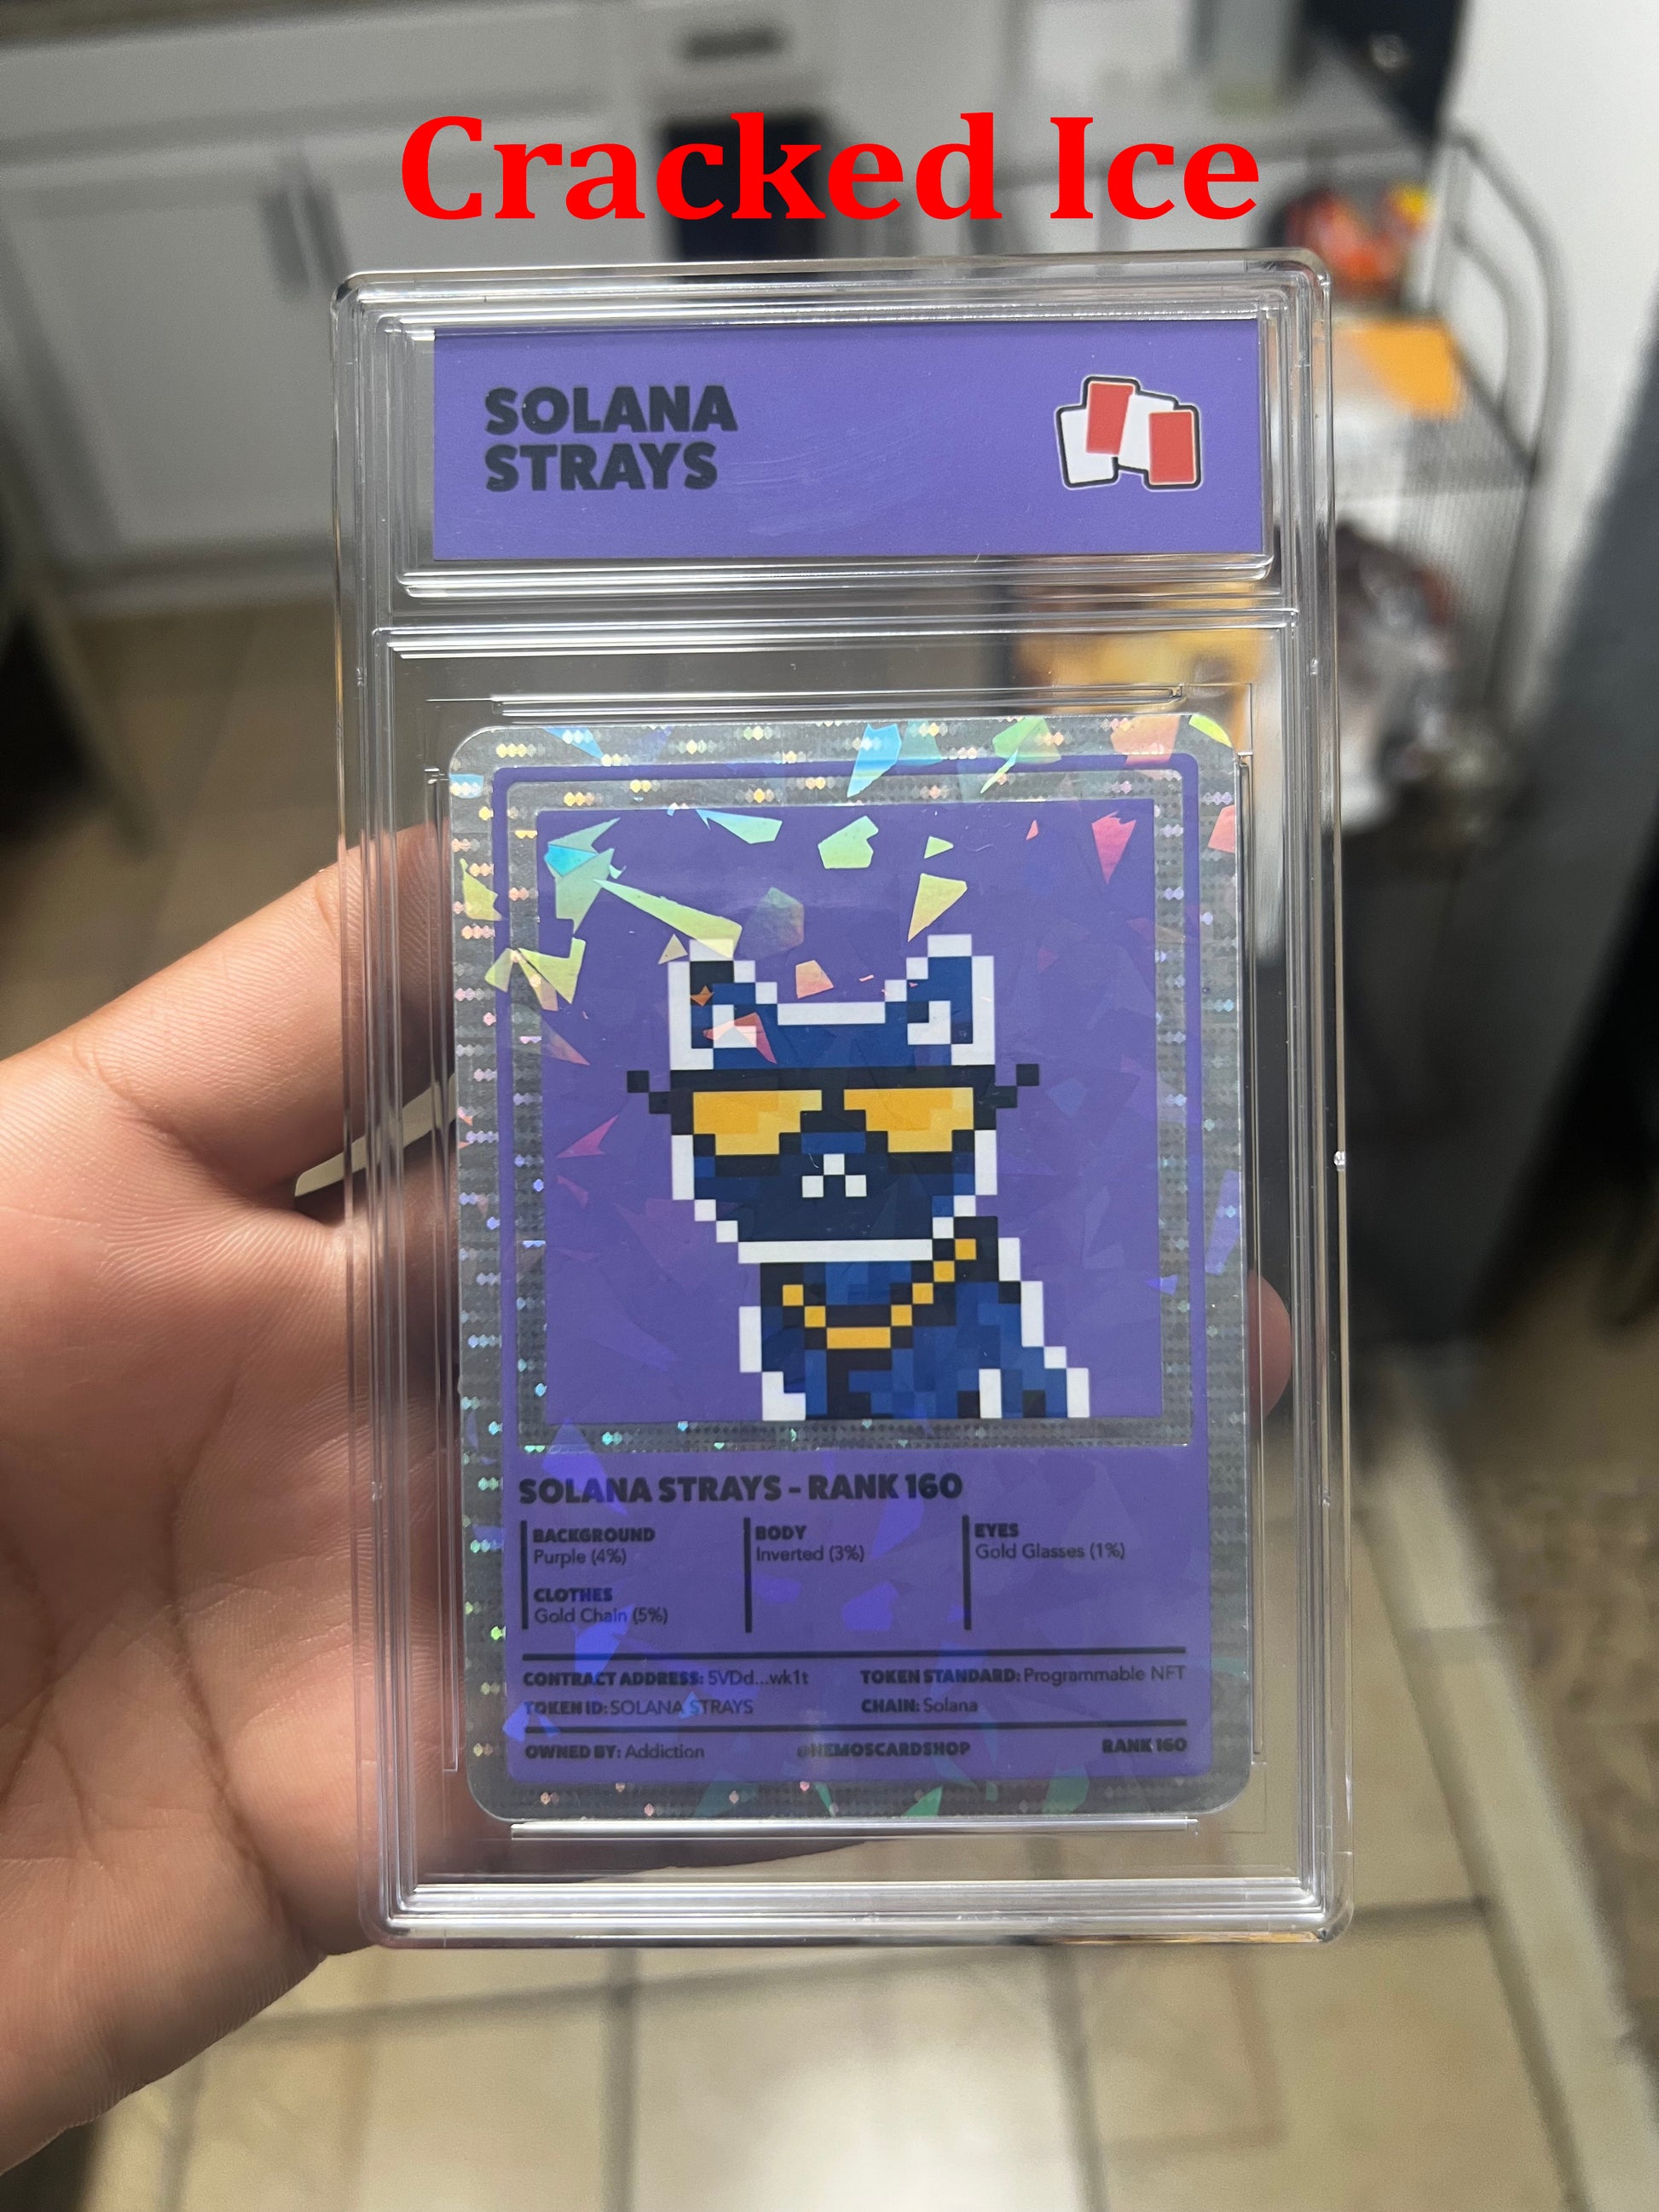 Cracked Ice
SOLANA
STRAYS
SOLANA STRAYS - RANK 160
BACKGROUND
Purple (4%)
BODY
Inverted (3%)
EYES
Gold Glasses (1%)
CLOTHES
Gold Chain (5%)
CONTRACT ADDRESS: 5VDd...wk1t TOKEN STANDARD: Programmable NFT
TOKEN ID: SOLANA STRAYS CHAIN: Solana
OWNED BY: Addiction @NEMOSCARDSHOP RANK 160